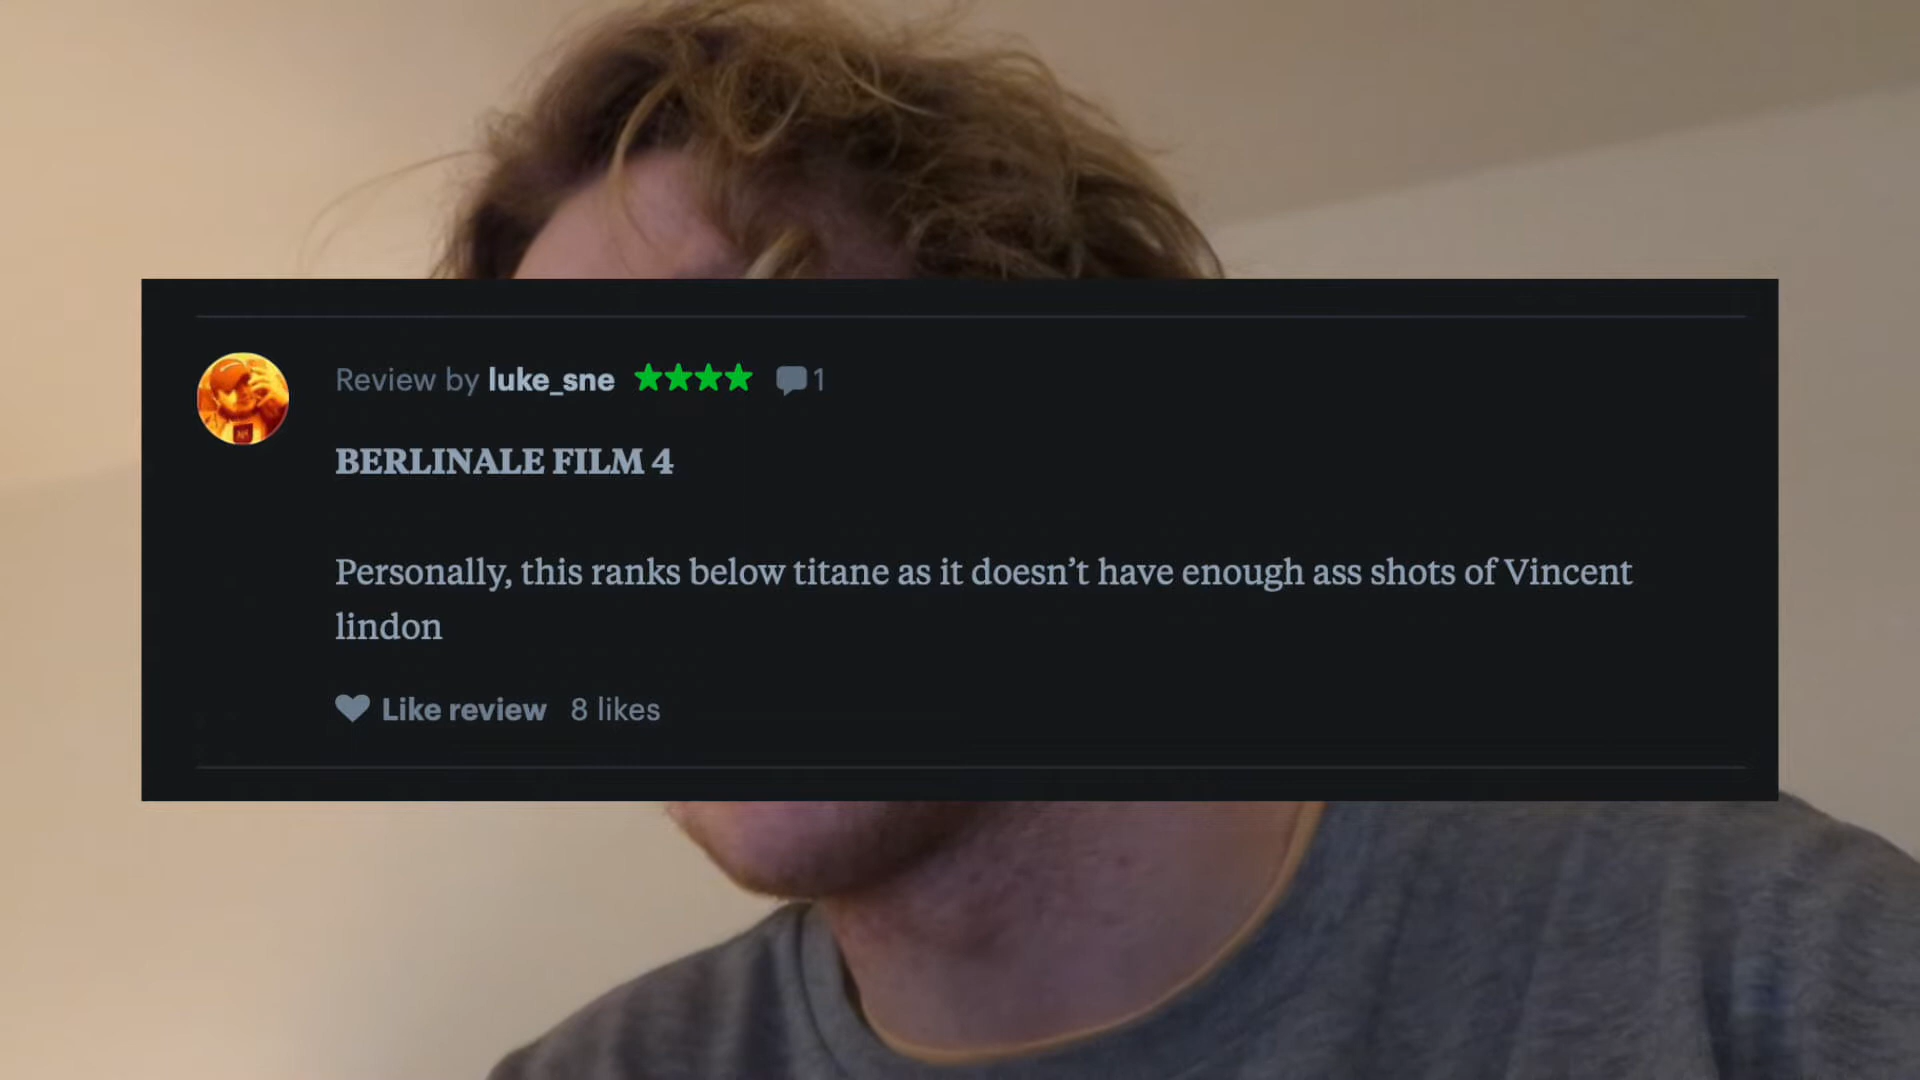 Review by luke_sne ★★★★ 1
BERLINALE FILM 4
Personally, this ranks below titane as it doesn’t have enough ass shots of Vincent
lindon
Like review 8 likes